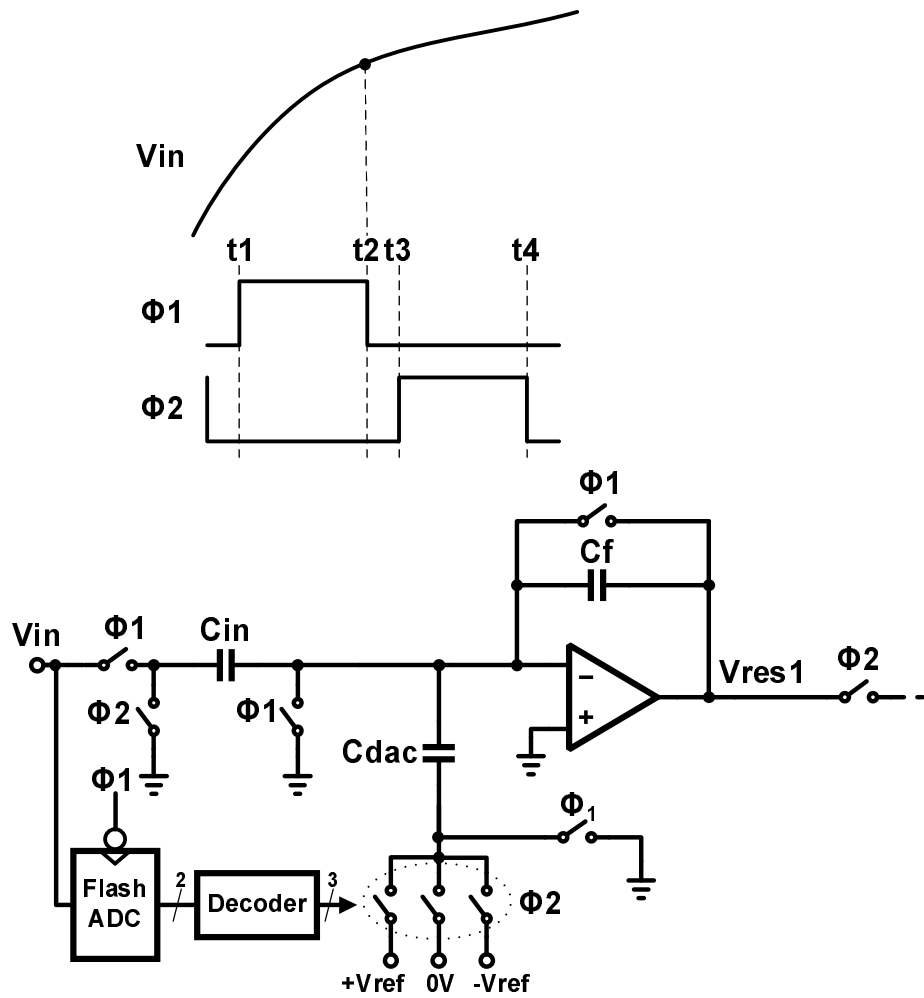 Vin
t1 t2 t3 t4
Φ1
Φ2
Φ1
Cf
Vin
Φ1
Cin
Vres1
Φ2
Φ2
Φ1
Cdac
Φ1
Φ1
2
3
Flash
ADC
Decoder
Φ2
+Vref 0V -Vref